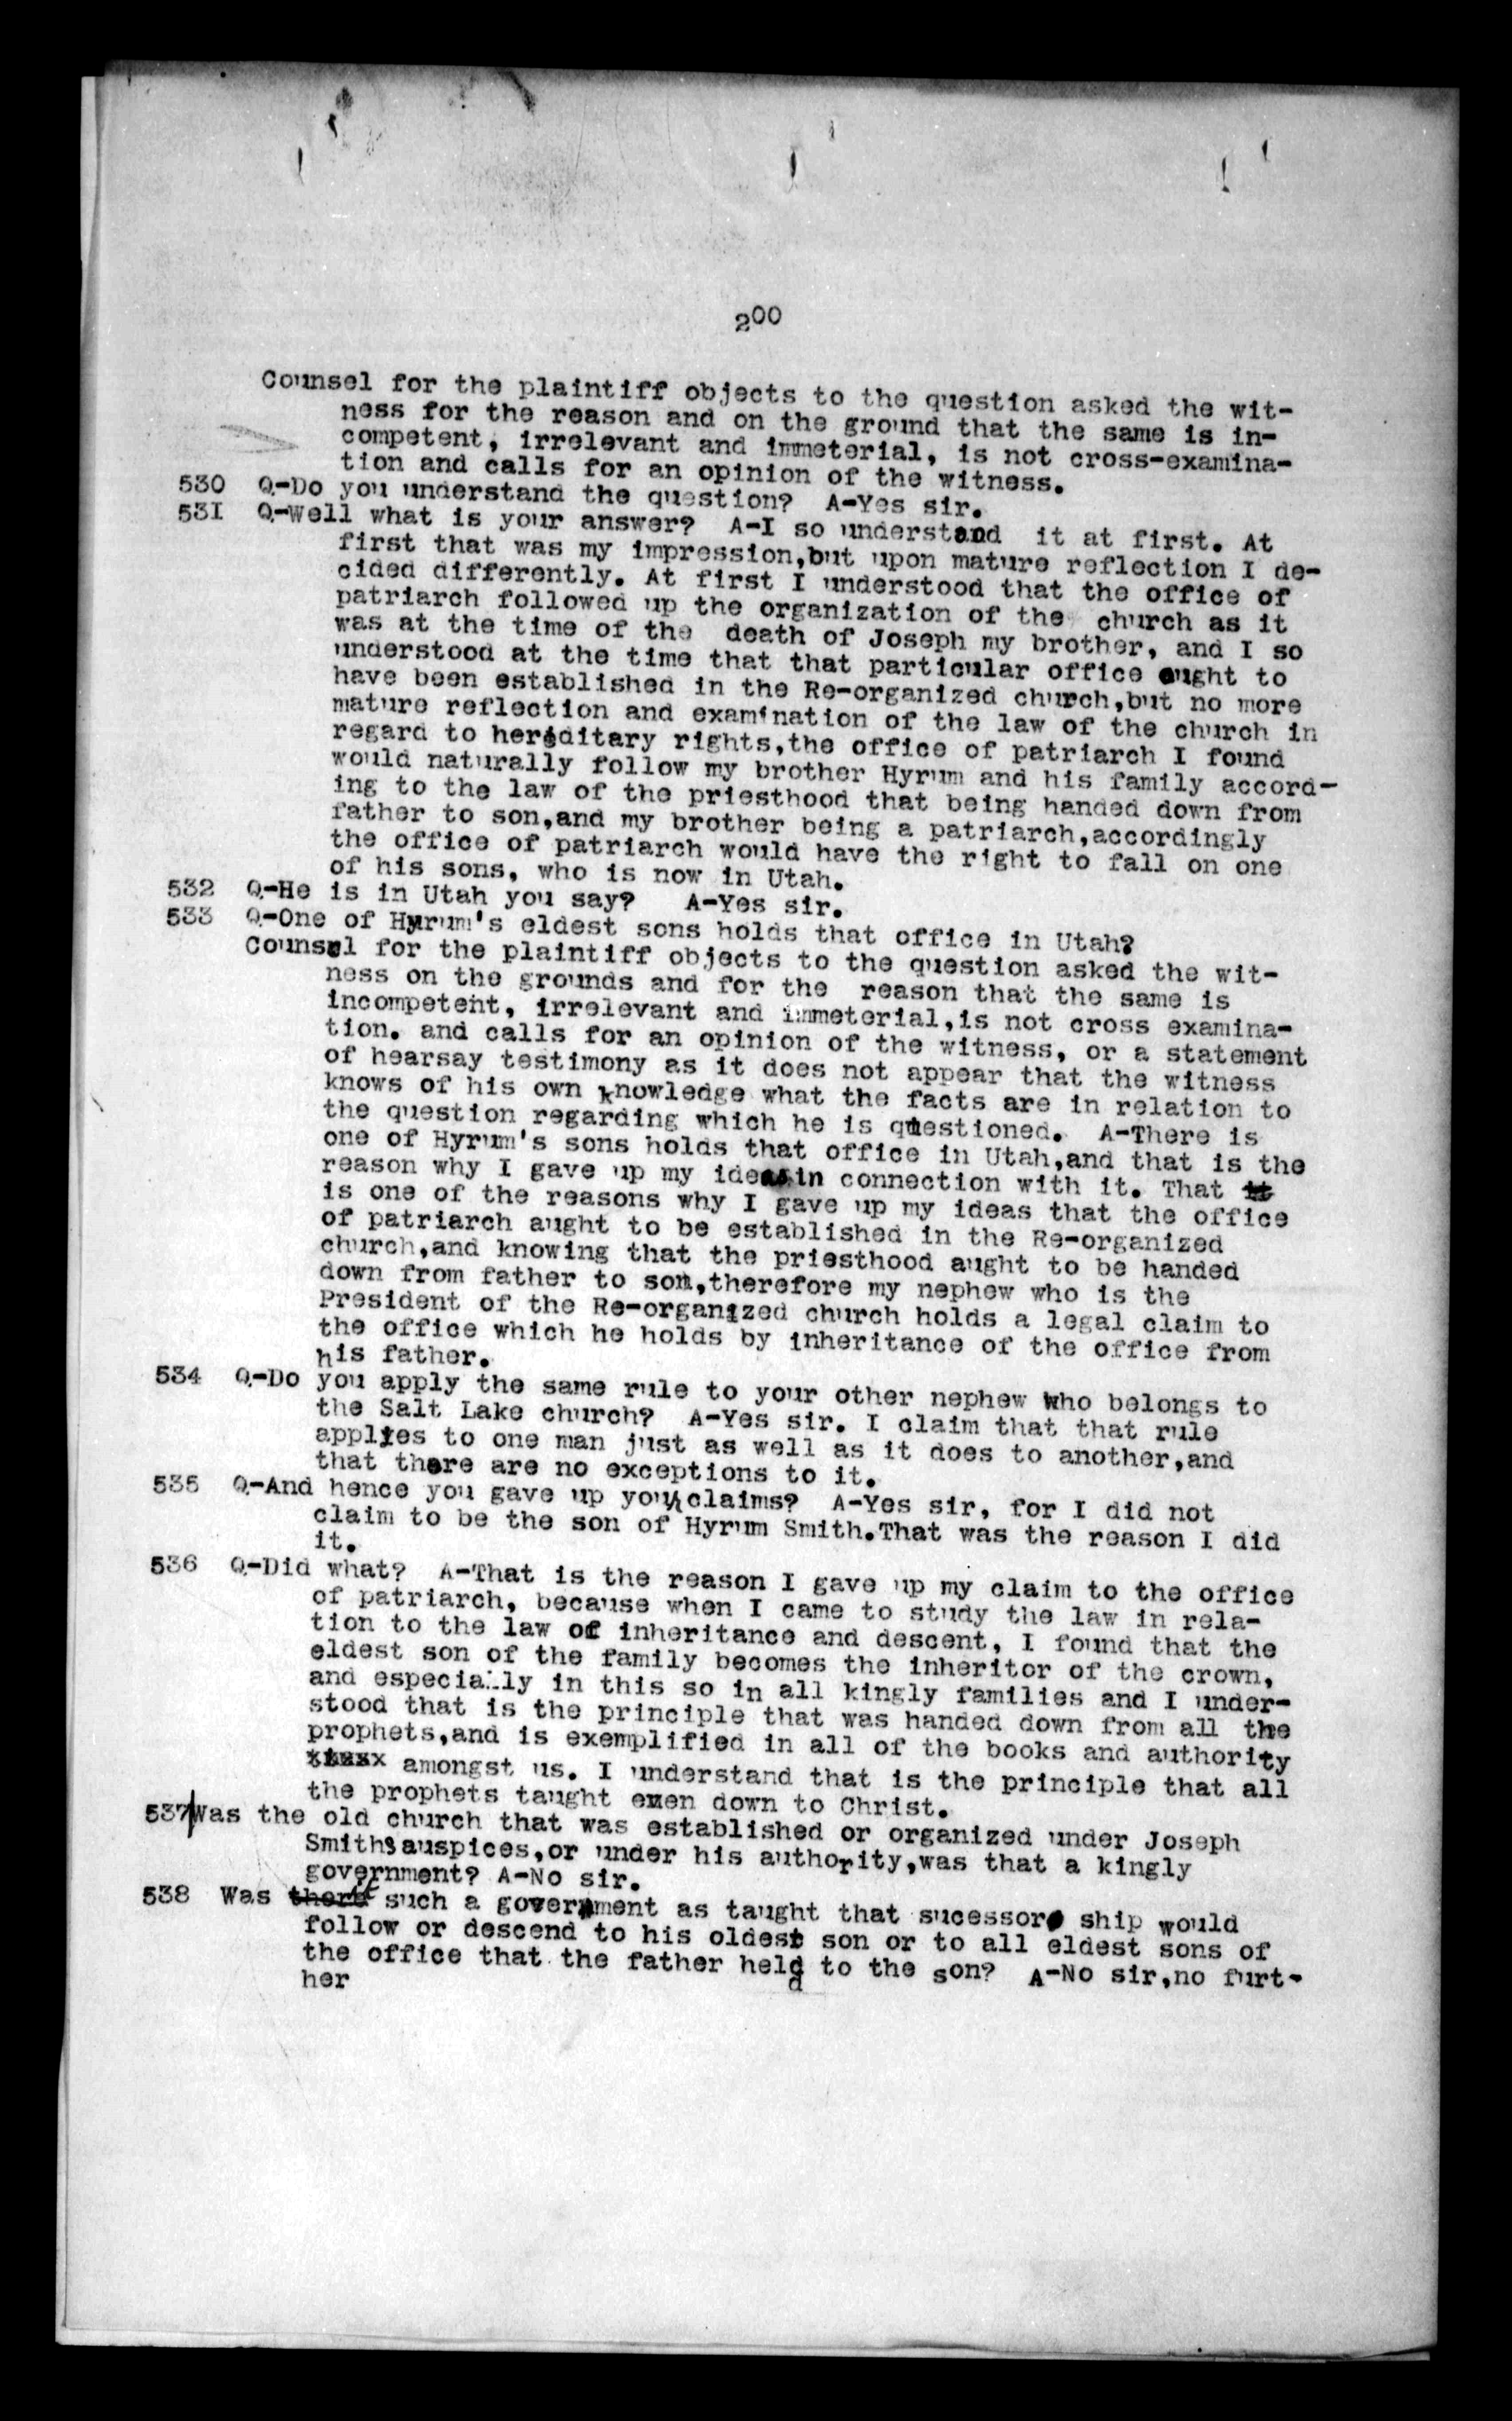 200
Counsel for the plaintiff objects to the question asked the wit-
ness for the reason and on the ground that the same is in-
competent, irrelevant and immeterial, is not cross-examina-
tion and calls for an opinion of the witness.
530 Q-Do you understand the question? A-Yes sir.
531 Q-Well what is your answer? A-I so understand it at first. At
first that was my impression,but upon mature reflection I de-
cided differently. At first I understood that the office of
patriarch followed up the organization of the church as it
was at the time of the death of Joseph my brother, and I so
understood at the time that that particular office ought to
have been established in the Re-organized church,but no more
mature reflection and examination of the law of the church in
regard to hereditary rights,the office of patriarch I found
would naturally follow my brother Hyrum and his family accord-
ing to the law of the priesthood that being handed down from
father to son,and my brother being a patriarch,accordingly
the office of patriarch would have the right to fall on one
of his sons, who is now in Utah.
532 Q-He is in Utah you say? A-Yes sir.
533 Q-One of Hyrum's eldest sons holds that office in Utah?
Counsel for the plaintiff objects to the question asked the wit-
ness on the grounds and for the reason that the same is
incompetent, irrelevant and immeterial,is not cross examina-
tion. and calls for an opinion of the witness, or a statement
of hearsay testimony as it does not appear that the witness
knows of his own knowledge what the facts are in relation to
the question regarding which he is questioned. A-There is
one of Hyrum's sons holds that office in Utah,and that is the
reason why I gave up my ideas in connection with it. That it
is one of the reasons why I gave up my ideas that the office
of patriarch aught to be established in the Re-organized
church,and knowing that the priesthood aught to be handed
down from father to son,therefore my nephew who is the
President of the Re-organized church holds a legal claim to
the office which he holds by inheritance of the office from
his father.
534 Q-Do you apply the same rule to your other nephew who belongs to
the Salt Lake church? A-Yes sir. I claim that that rule
applies to one man just as well as it does to another,and
that there are no exceptions to it.
535 Q-And hence you gave up your claims? A-Yes sir, for I did not
claim to be the son of Hyrum Smith.That was the reason I did
it.
536 Q-Did what? A-That is the reason I gave up my claim to the office
of patriarch, because when I came to study the law in rela-
tion to the law of inheritance and descent, I found that the
eldest son of the family becomes the inheritor of the crown,
and especially in this so in all kingly families and I under-
stood that is the principle that was handed down from all the
prophets,and is exemplified in all of the books and authority
amongst us. I understand that is the principle that all
the prophets taught even down to Christ.
537 Was the old church that was established or organized under Joseph
Smiths auspices,or under his authority,was that a kingly
government? A-No sir.
538 Was there such a government as taught that sucessor ship would
follow or descend to his oldest son or to all eldest sons of
the office that the father held to the son? A-No sir,no furt-
her